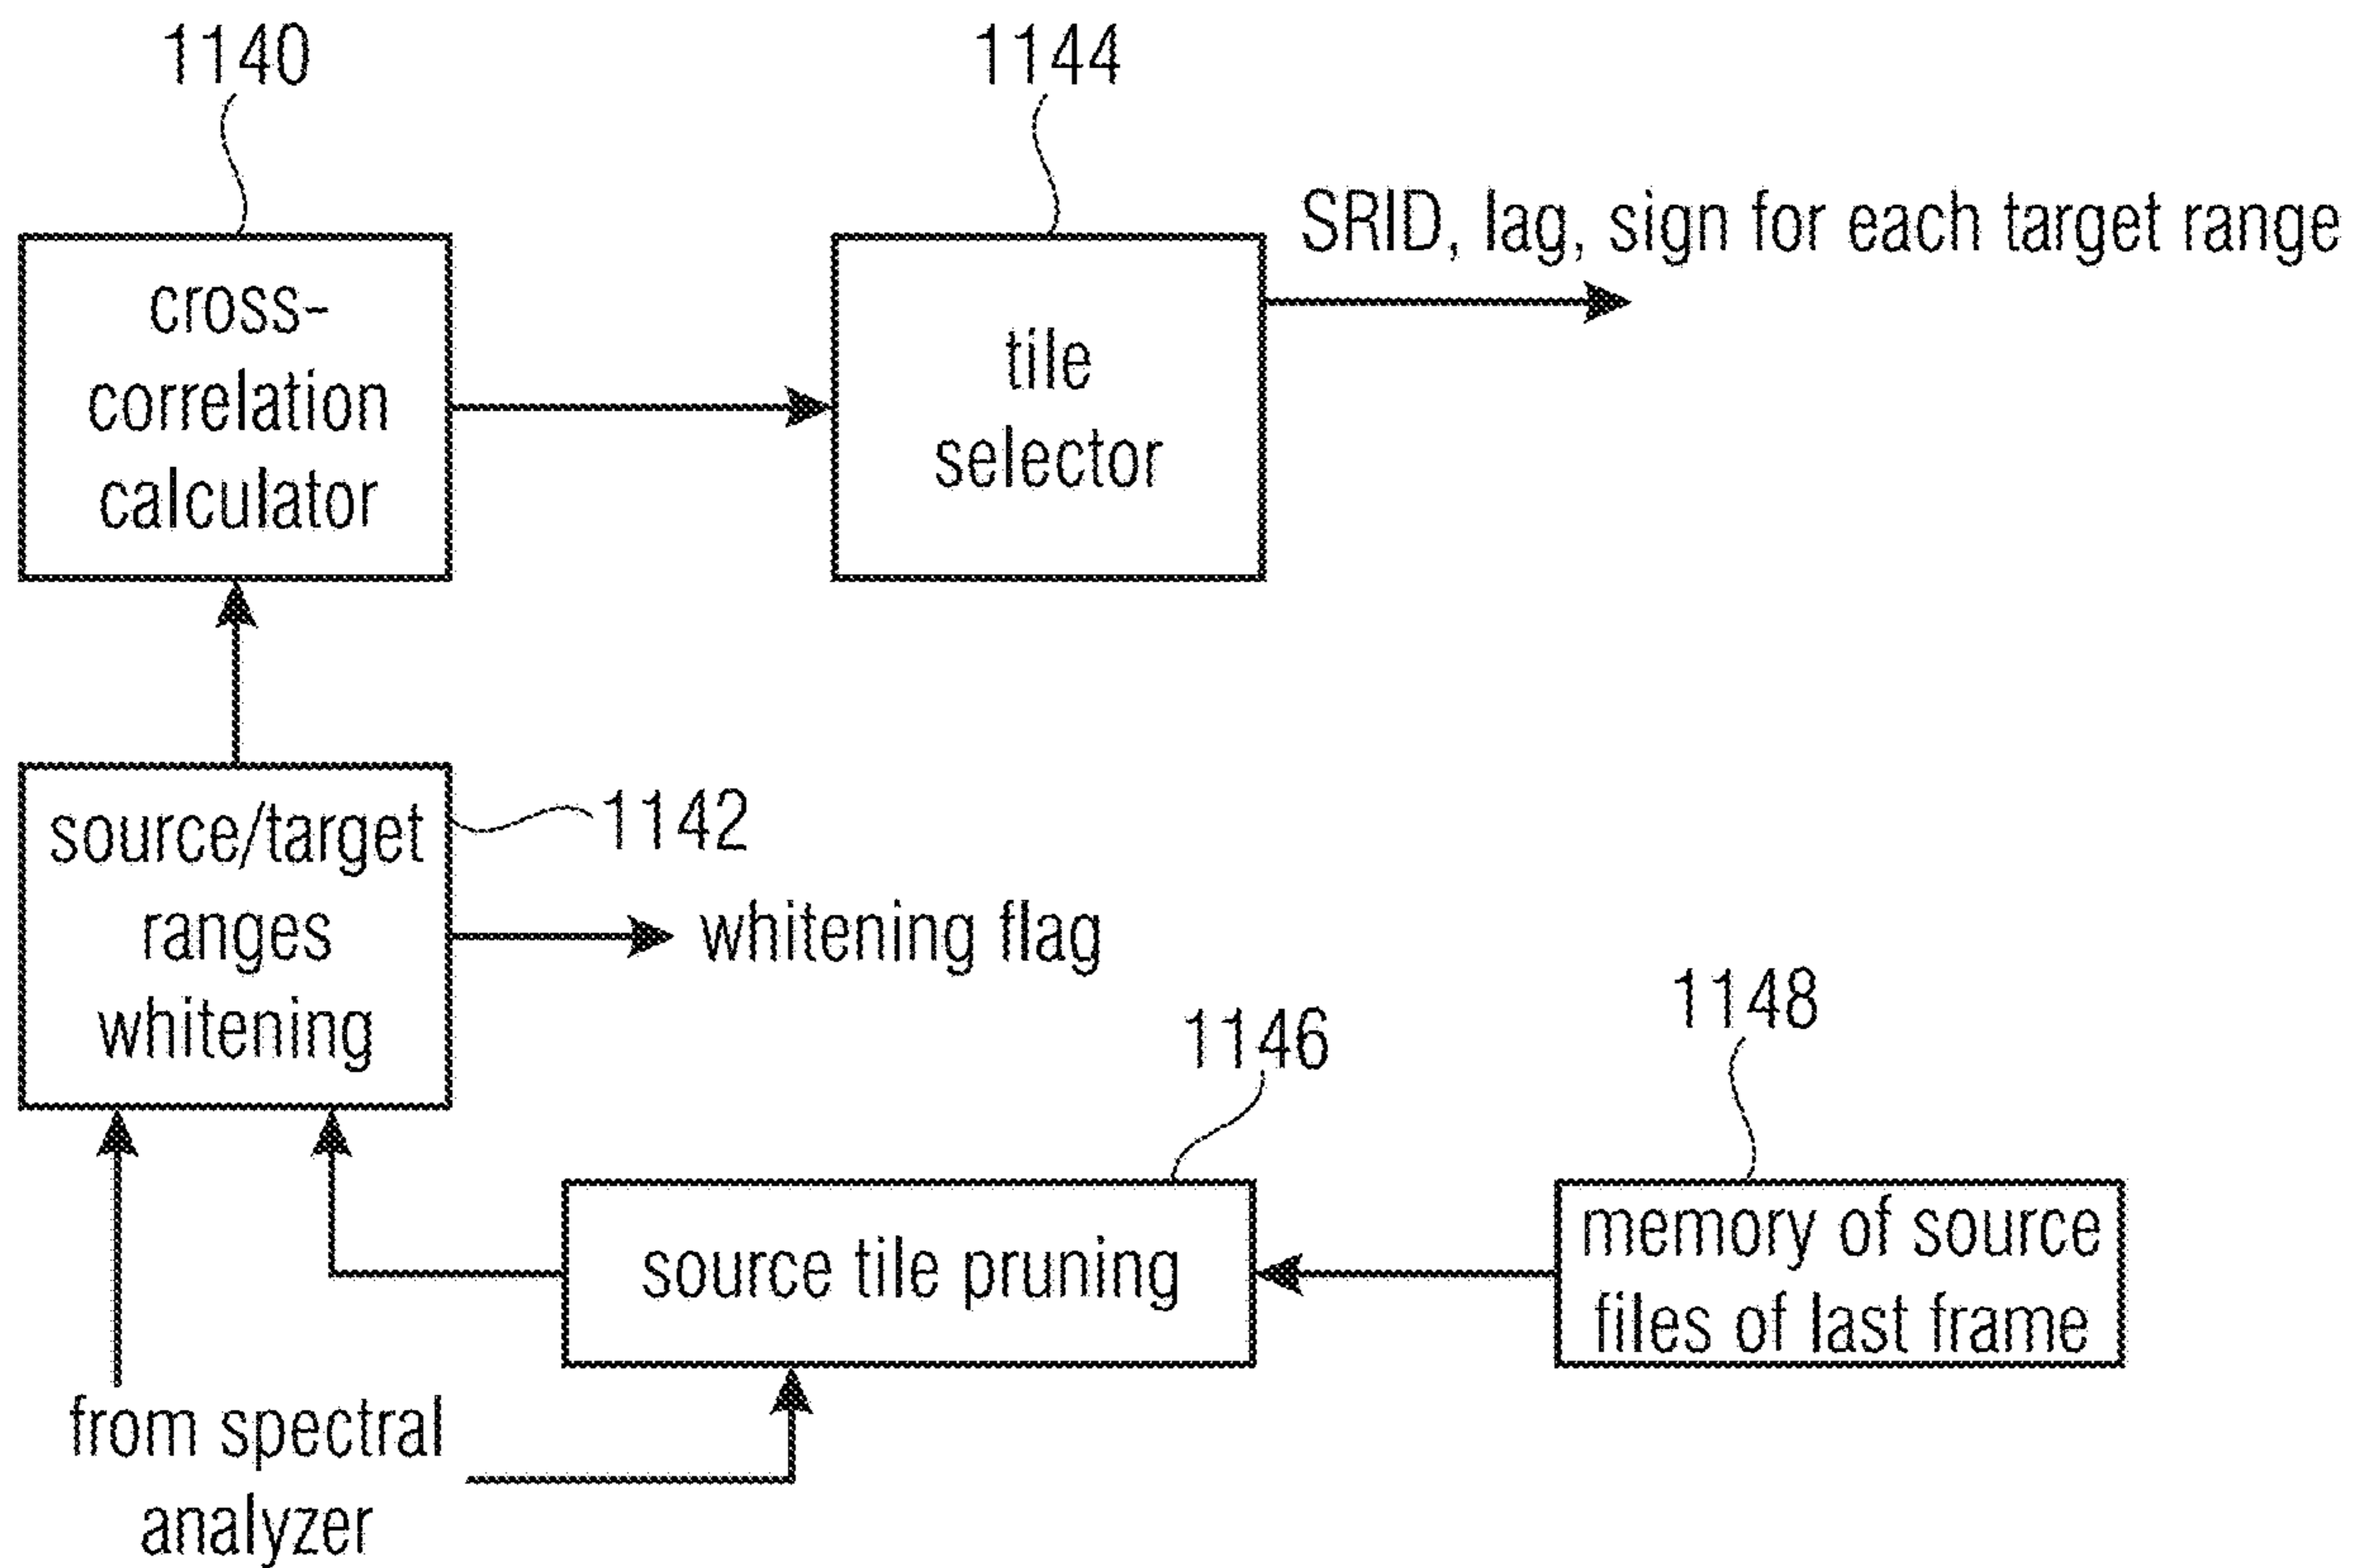 1140
1144
SRID, lag, sign for each target range
cross-
correlation
calculator
tile
selector
source/target
ranges
whitening
1142
whitening flag
1146
1148
source tile pruning
memory of source
files of last frame
from spectral
analyzer